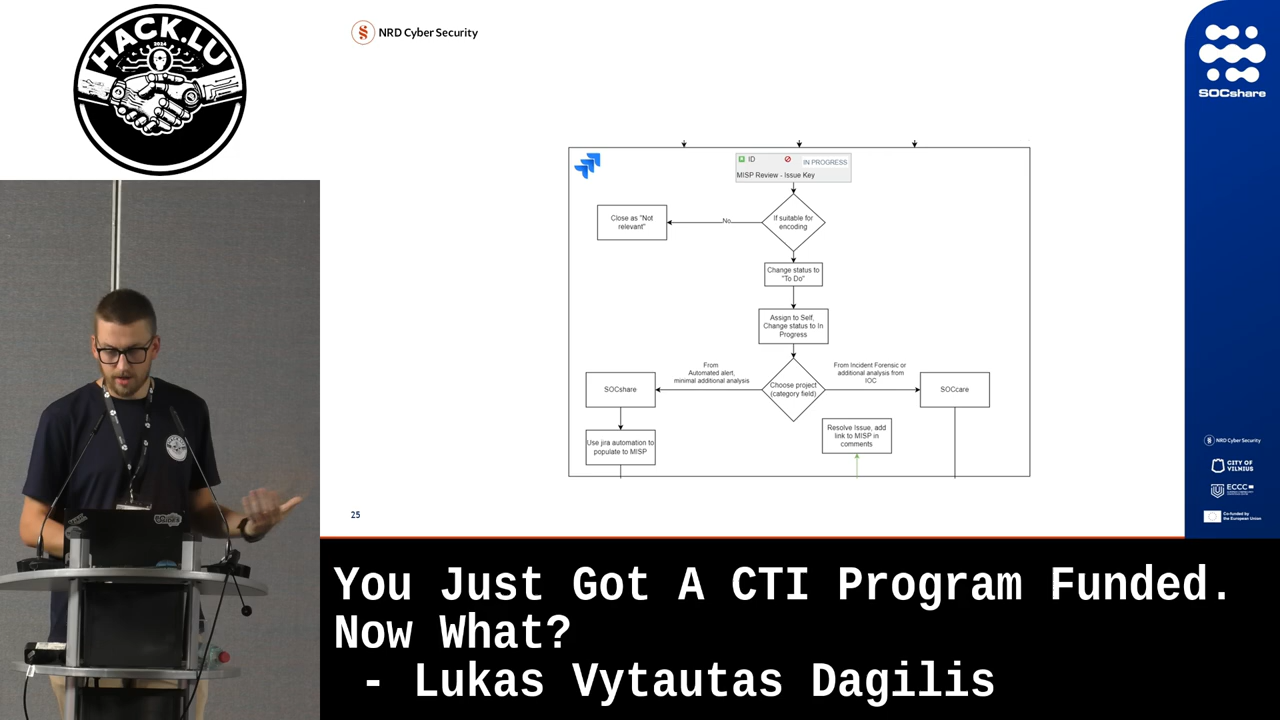 HACK.LU
2024
NRD Cyber Security
SOCshare
ID
IN PROGRESS
MISP Review - Issue Key
Close as "Not
relevant"
No
If suitable for
encoding
Change status to
"To Do"
Assign to Self,
Change status to In
Progress
From
Automated alert,
minimal additional analysis
From Incident Forensic or
additional analysis from
IOC
SOCshare
Choose project
(category field)
SOCcare
Resolve Issue, add
link to MISP in
comments
Use jira automation to
populate to MISP
25
NRD Cyber Security
CITY OF
VILNIUS
ECCC
Co-funded by
the European Union
You Just Got A CTI Program Funded.
Now What?
- Lukas Vytautas Dagilis